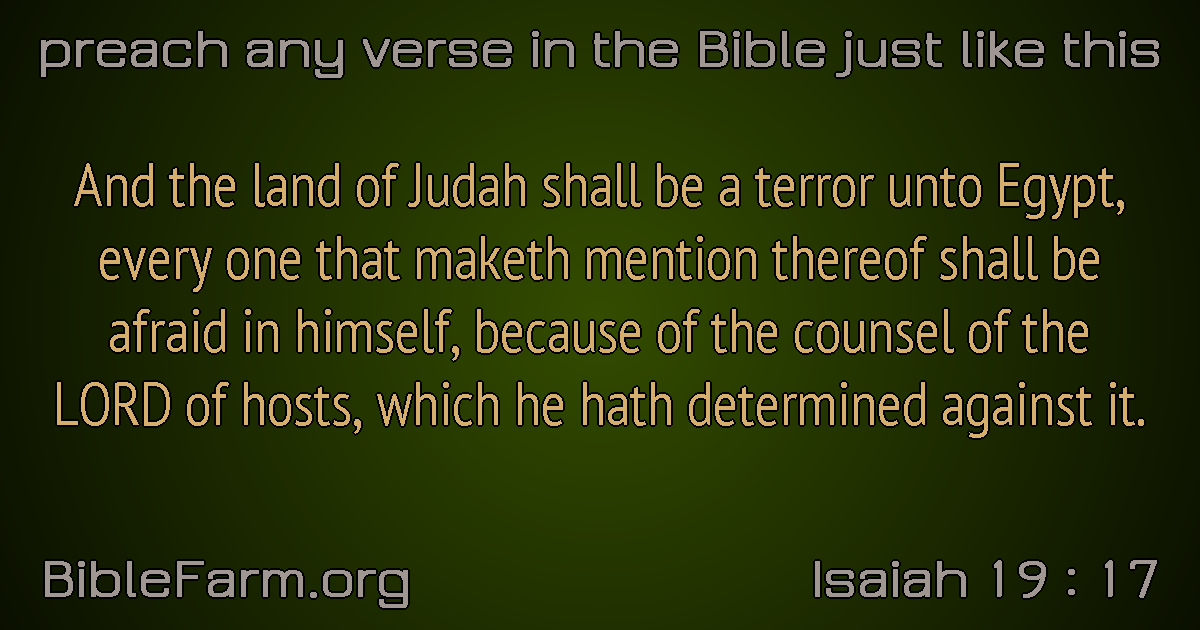 preach any verse in the Bible just like this
And the land of Judah shall be a terror unto Egypt,
every one that maketh mention thereof shall be
afraid in himself, because of the counsel of the
LORD of hosts, which he hath determined against it.
BibleFarm.org
Isaiah 19 : 17